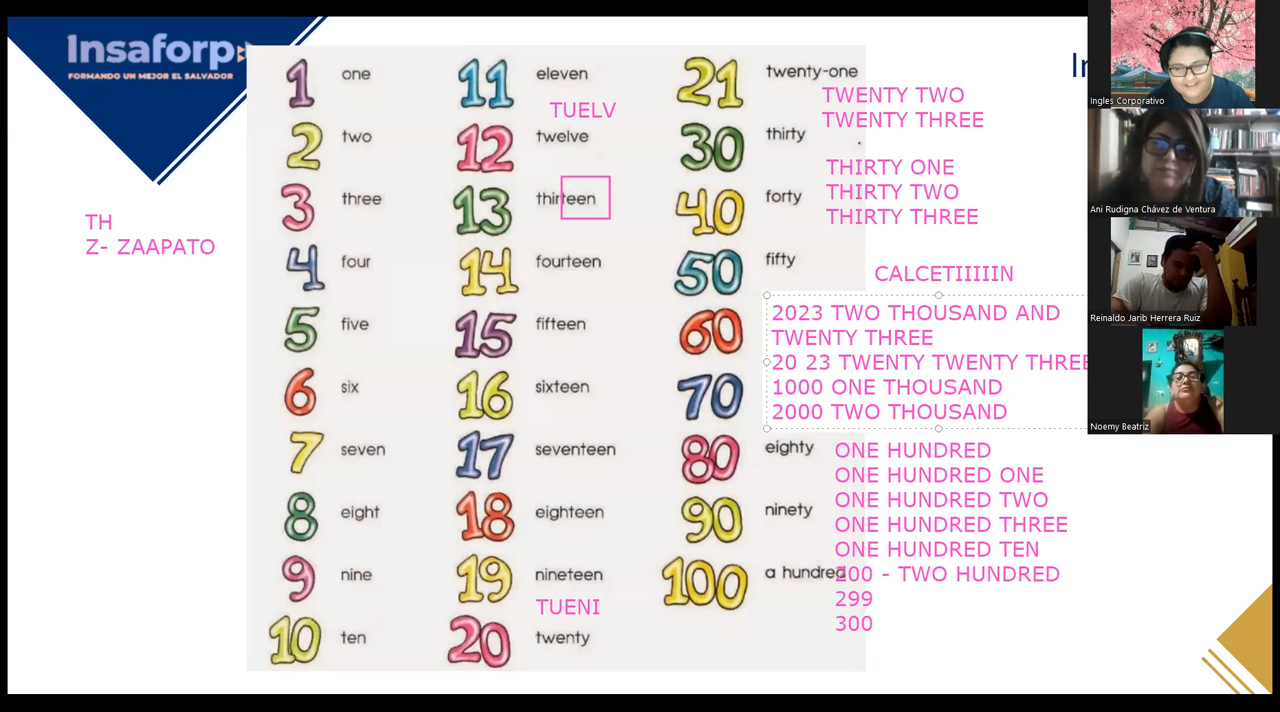 Insaforp
FORMANDO UN MEJOR EL SALVADOR
TH
Z- ZAAPATO
1 one
2 two
3 three
4 four
5 five
6 six
7 seven
8 eight
9 nine
10 ten
11 eleven
TUELV
12 twelve
13 thirteen
14 fourteen
15 fifteen
16 sixteen
17 seventeen
18 eighteen
19 nineteen
TUENI
20 twenty
21 twenty-one
30 thirty
40 forty
50 fifty
60
70
80 eighty
90 ninety
100 a hundred
TWENTY TWO
TWENTY THREE
THIRTY ONE
THIRTY TWO
THIRTY THREE
CALCETIIIIIN
2023 TWO THOUSAND AND
TWENTY THREE
20 23 TWENTY TWENTY THREE
1000 ONE THOUSAND
2000 TWO THOUSAND
ONE HUNDRED
ONE HUNDRED ONE
ONE HUNDRED TWO
ONE HUNDRED THREE
ONE HUNDRED TEN
200 - TWO HUNDRED
299
300
Ingles Corporativo
Ani Rudigna Chávez de Ventura
Reinaldo Jarib Herrera Ruiz
Noemy Beatriz